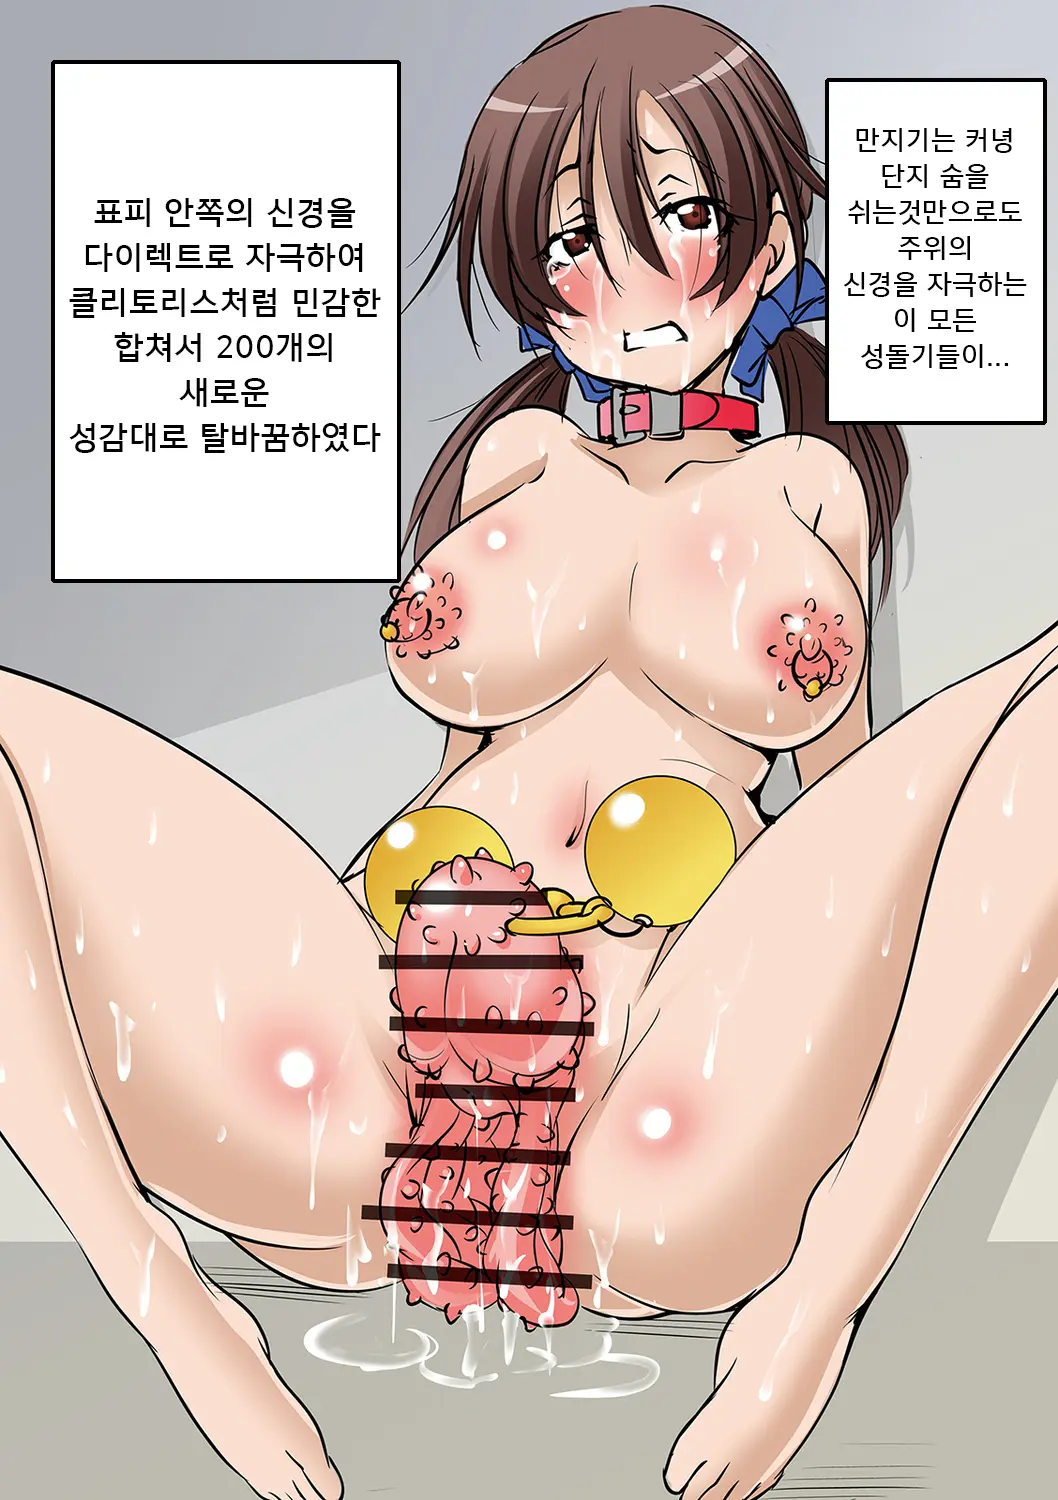 표피 안쪽의 신경을
다이렉트로 자극하여
클리토리스처럼 민감한
합쳐서 200개의
새로운
성감대로 탈바꿈하였다
만지기는 커녕
단지 숨을
쉬는것만으로도
주위의
신경을 자극하는
이 모든
성돌기들이...